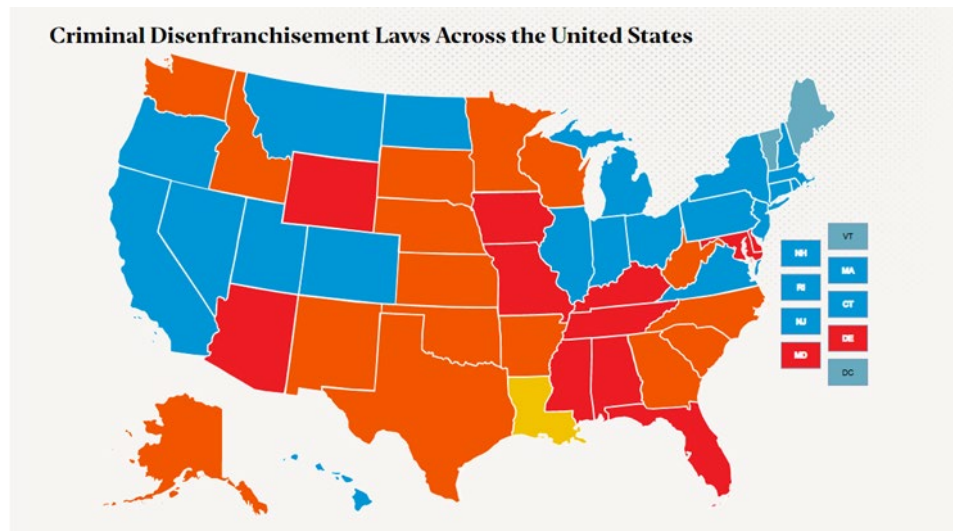 Criminal Disenfranchisement Laws Across the United States
VT
NH
MA
RI
CT
NJ
DE
MD
DC